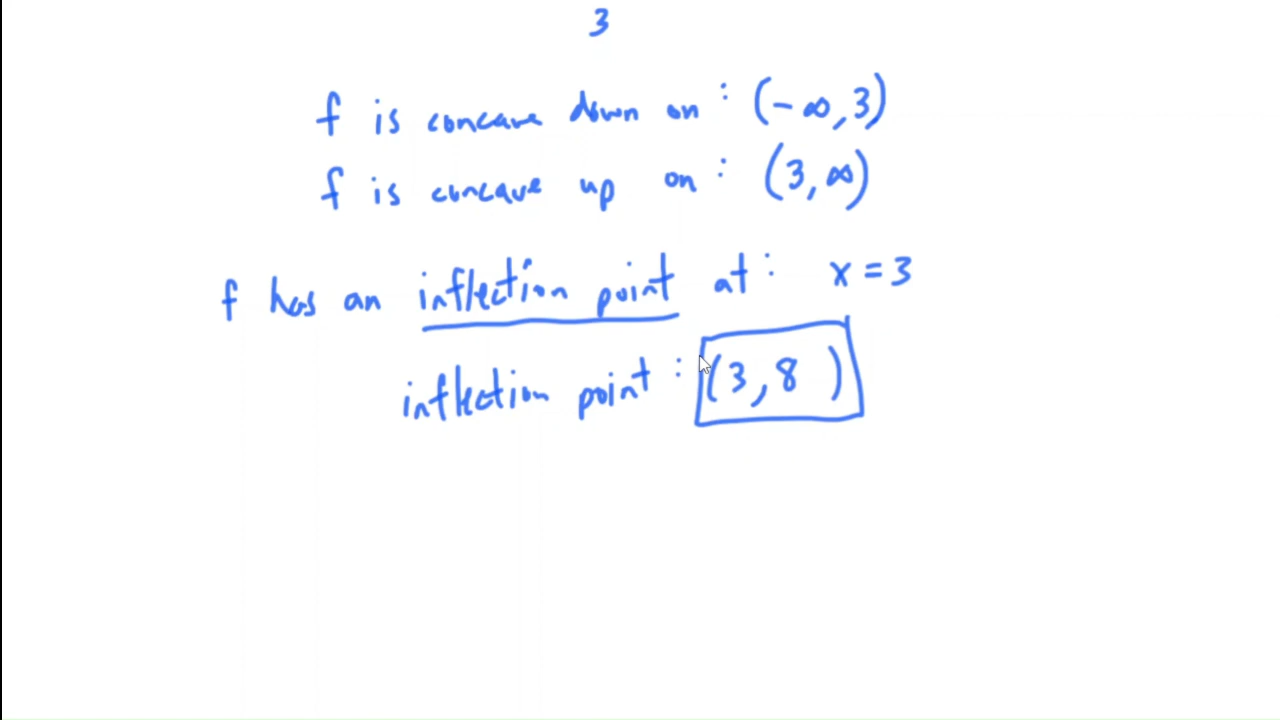 3
f is concave down on : (-∞, 3)
f is concave up on : (3, ∞)
f has an inflection point at : x = 3
inflection point : (3, 8 )